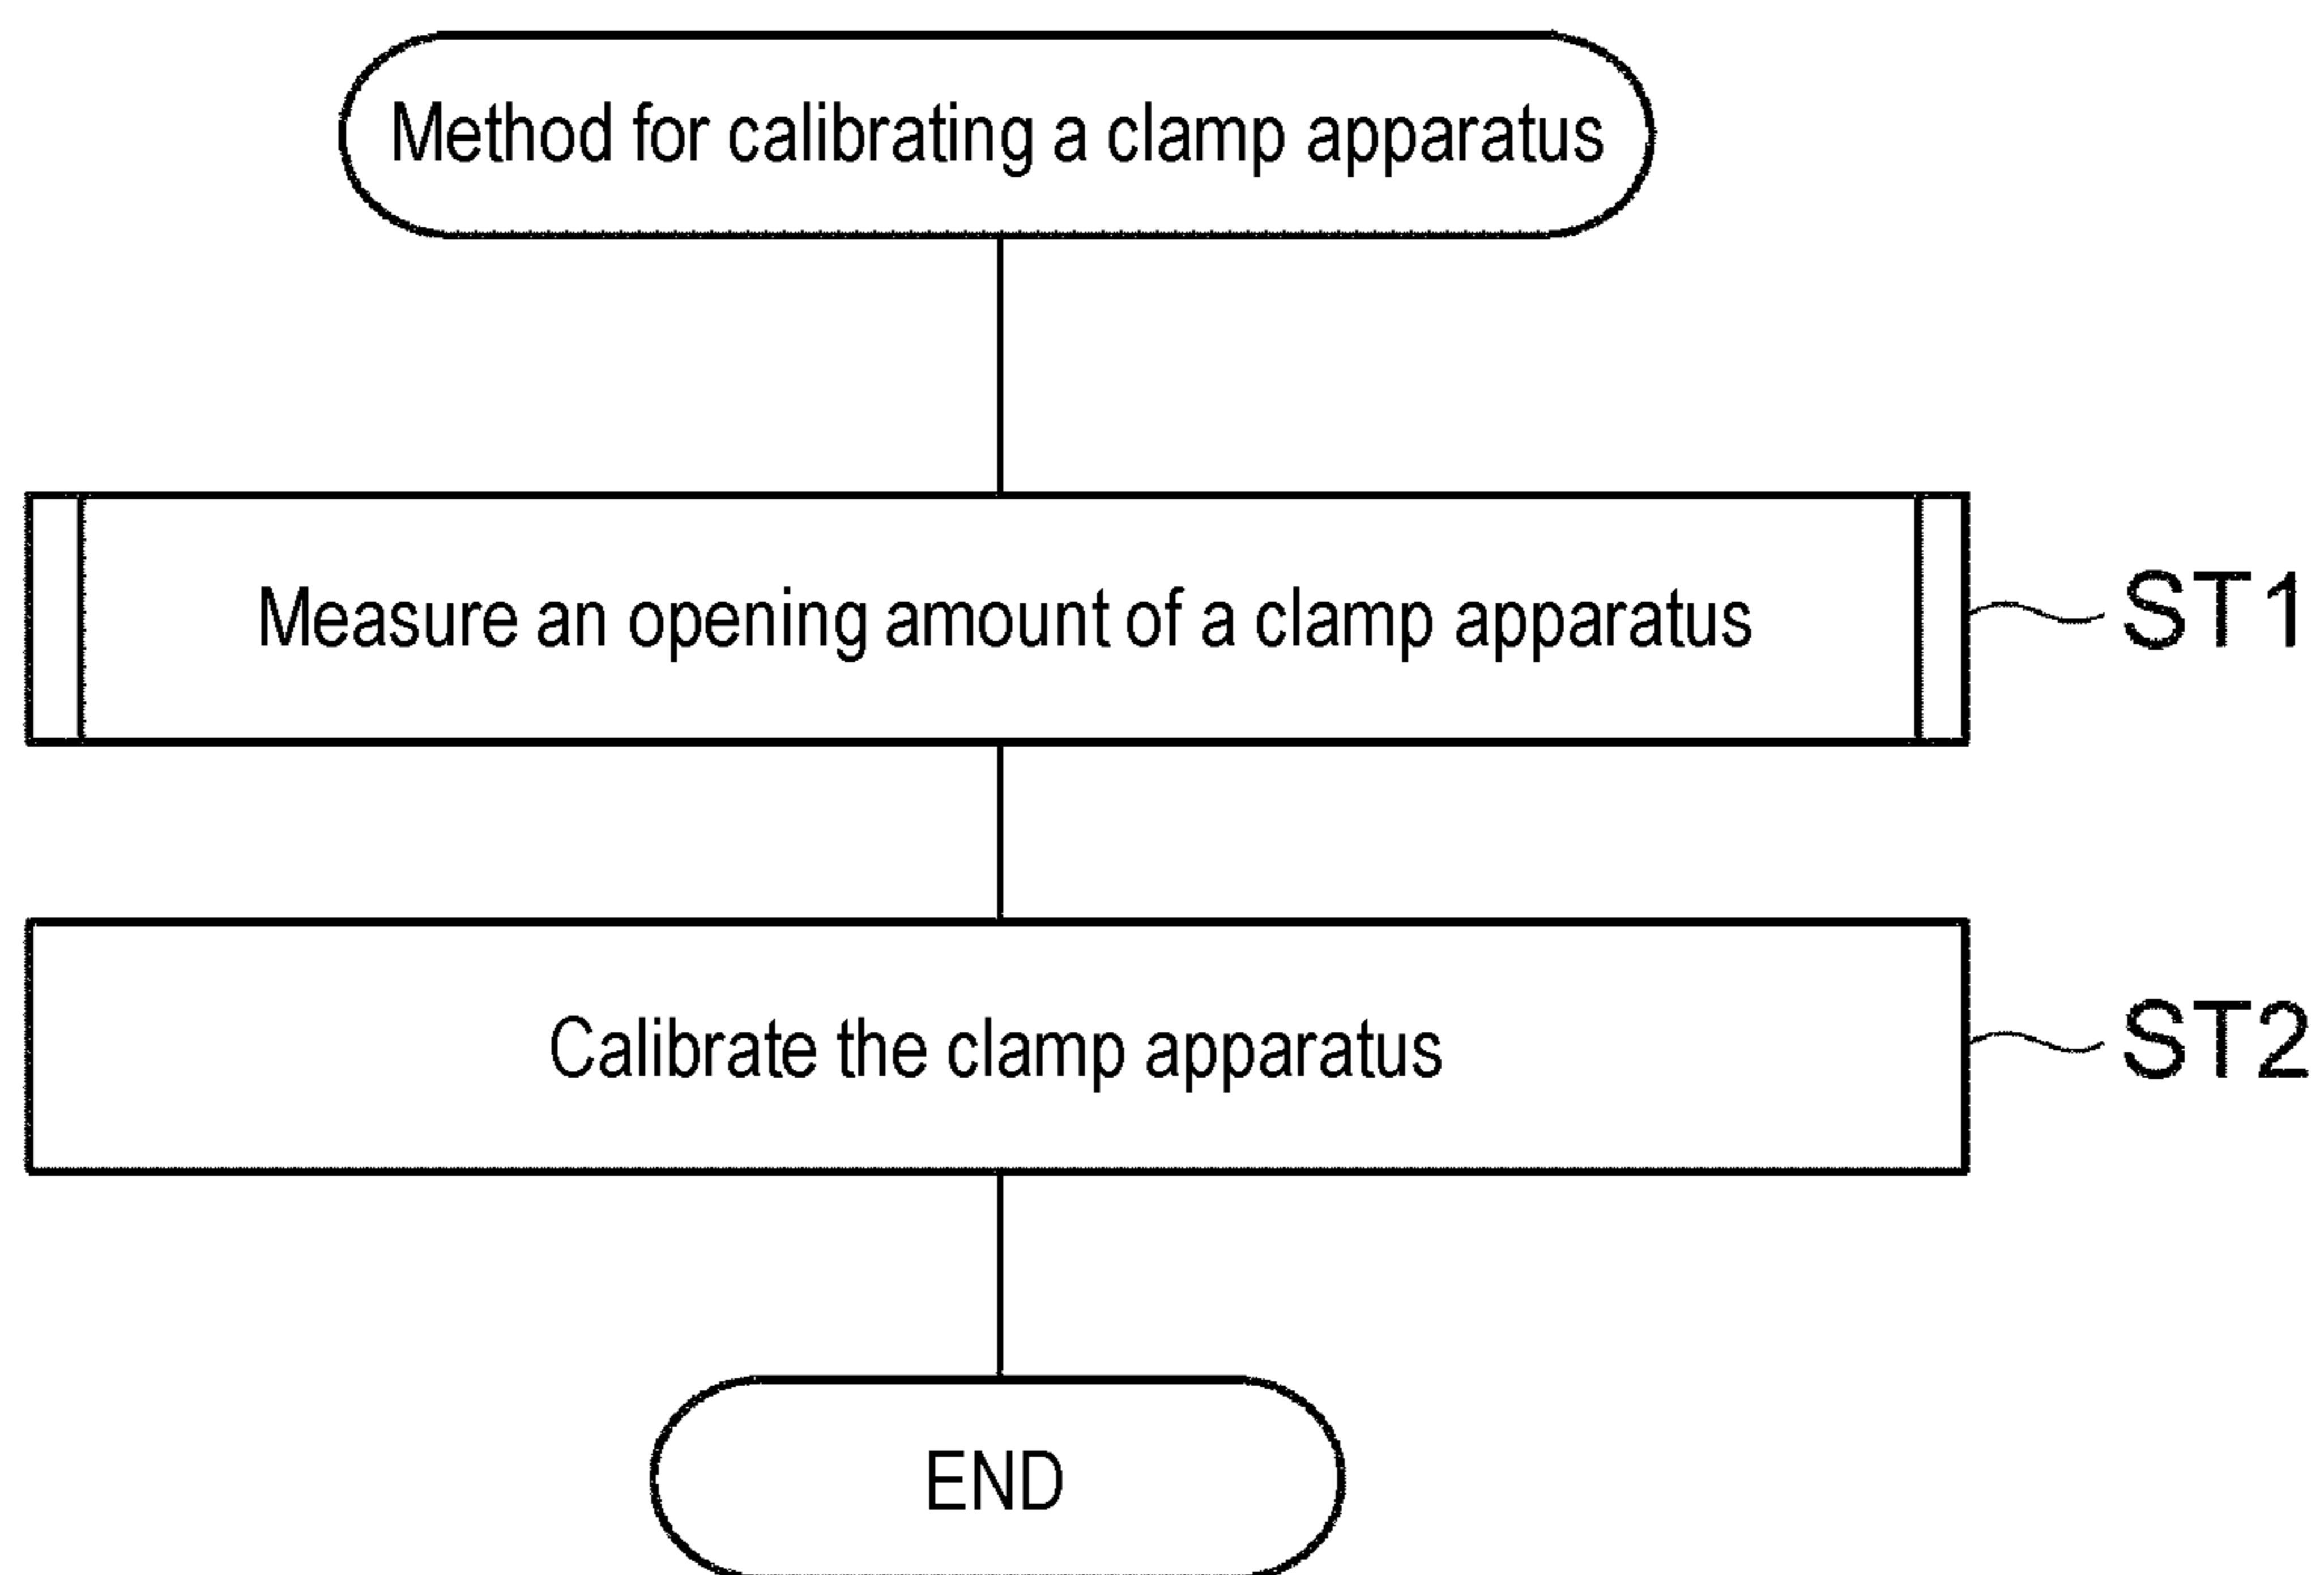 Method for calibrating a clamp apparatus
Measure an opening amount of a clamp apparatus
ST1
Calibrate the clamp apparatus
ST2
END